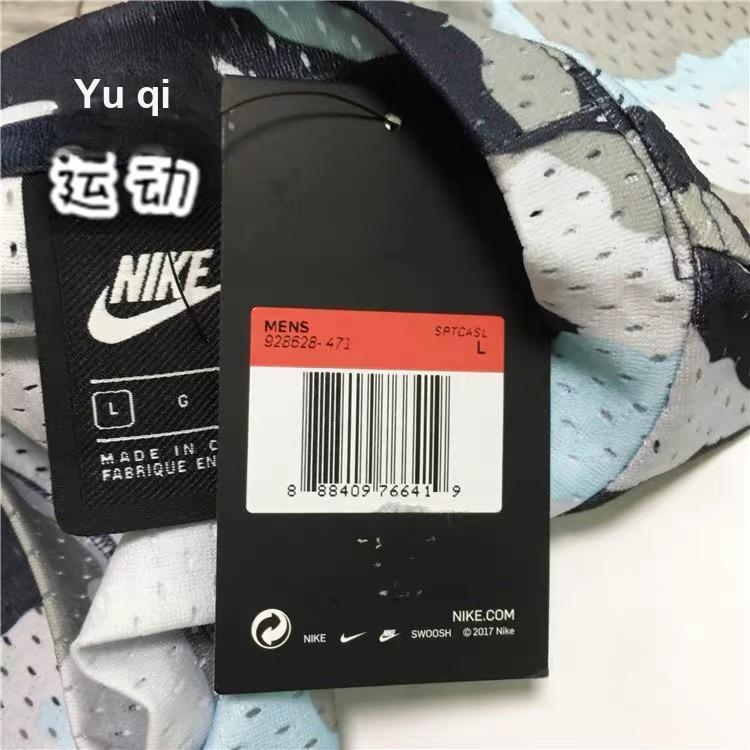 Yu qi
运动
NIKE
L G
MADE IN
FABRIQUE EN
MENS
928628-471
SPTCASL
L
8 88409 76641 9
NIKE.COM
NIKE SWOOSH © 2017 Nike